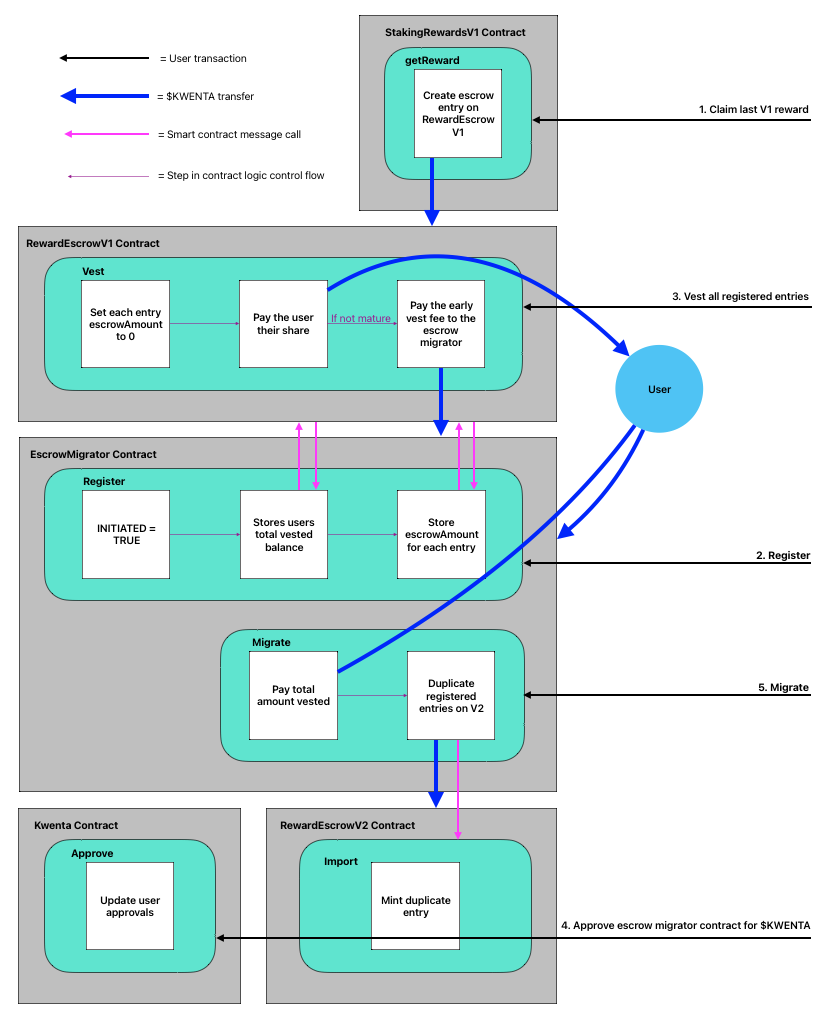 StakingRewardsV1 Contract
getReward
Create escrow
entry on
RewardEscrow
V1
= User transaction
= $KWENTA transfer
= Smart contract message call
= Step in contract logic control flow
1. Claim last V1 reward
RewardEscrowV1 Contract
Vest
Set each entry
escrowAmount
to 0
Pay the user
their share
If not mature
Pay the early
vest fee to the
escrow
migrator
3. Vest all registered entries
User
EscrowMigrator Contract
Register
INITIATED =
TRUE
Stores users
total vested
balance
Store
escrowAmount
for each entry
2. Register
Migrate
Pay total
amount vested
Duplicate
registered
entries on V2
5. Migrate
Kwenta Contract
Approve
Update user
approvals
RewardEscrowV2 Contract
Import
Mint duplicate
entry
4. Approve escrow migrator contract for $KWENTA